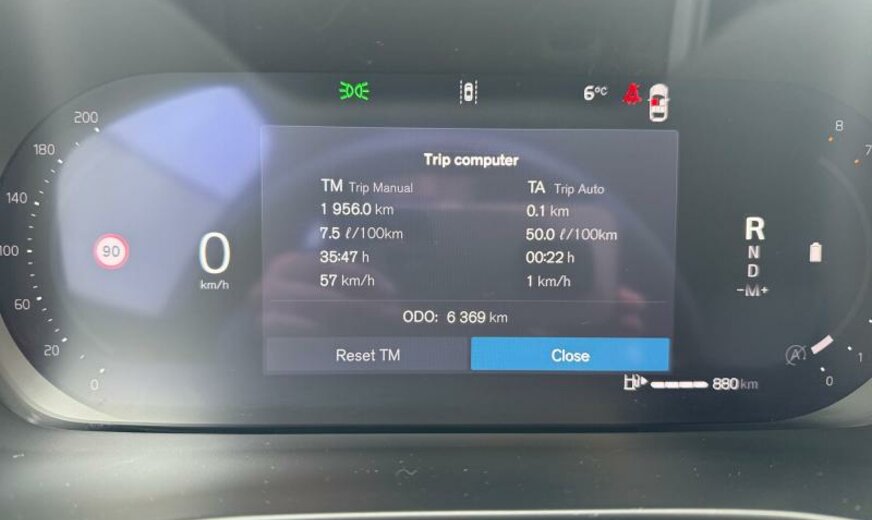 6°C
Trip computer
TM Trip Manual
1 956.0 km
7.5 ℓ/100km
35:47 h
57 km/h
TA Trip Auto
0.1 km
50.0 ℓ/100km
00:22 h
1 km/h
ODO: 6 369 km
Reset TM
Close
200
180
140
100
60
20
0
90
0
km/h
R
N
D
-M+
8
7
1
0
A
880 km